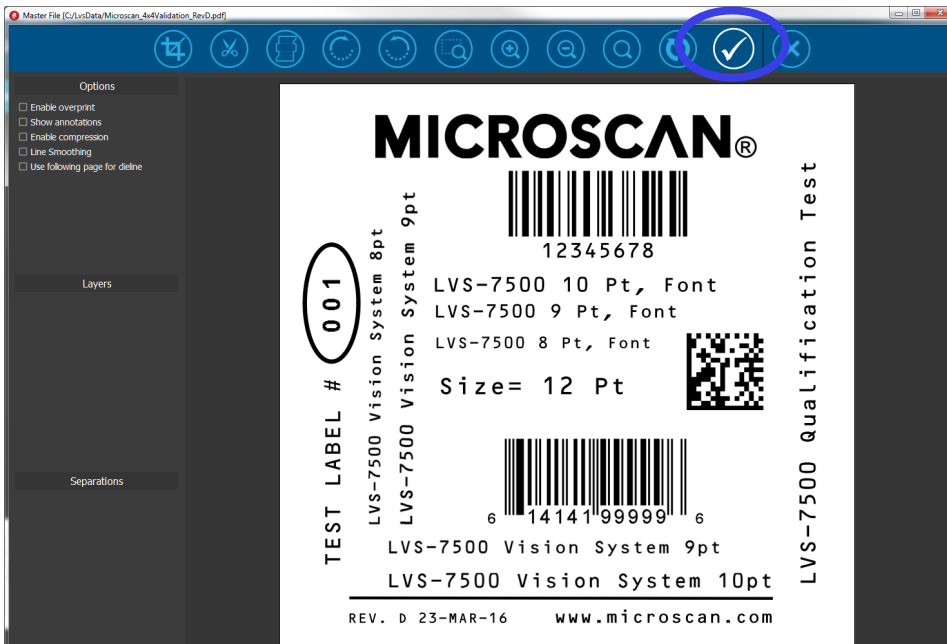 Master File [C:/LvsData/Microscan_4x4Validation_RevD.pdf]
Options
Enable overprint
Show annotations
Enable compression
Line Smoothing
Use following page for dieline
Layers
Separations
MICROSCAN®
12345678
LVS-7500 10 Pt, Font
LVS-7500 9 Pt, Font
LVS-7500 8 Pt, Font
Size= 12 Pt
TEST LABEL # 001
LVS-7500 Vision System 8pt
LVS-7500 Vision System 9pt
LVS-7500 Qualification Test
6 14141 99999 6
LVS-7500 Vision System 9pt
LVS-7500 Vision System 10pt
REV. D 23-MAR-16 www.microscan.com